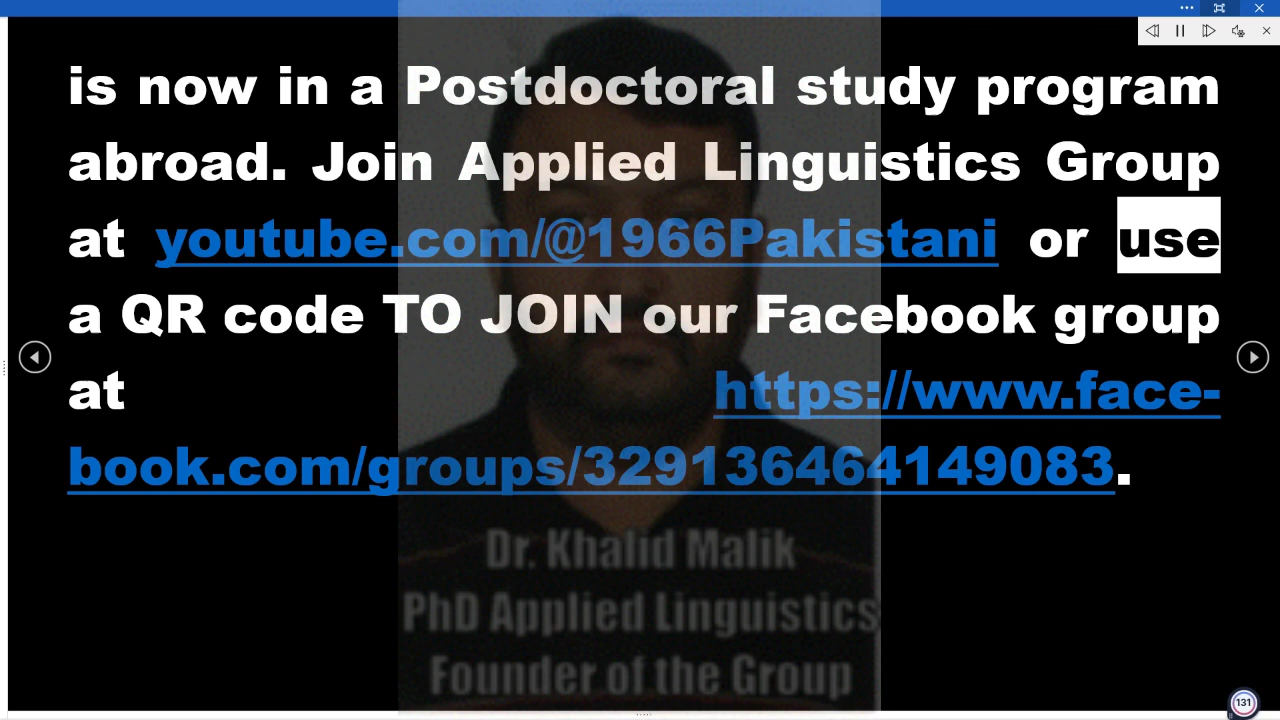 is now in a Postdoctoral study program
abroad. Join Applied Linguistics Group
at youtube.com/@1966Pakistani or use
a QR code TO JOIN our Facebook group
at https://www.face-
book.com/groups/329136464149083.
Dr. Khalid Malik
PhD Applied Linguistics
Founder of the Group
131